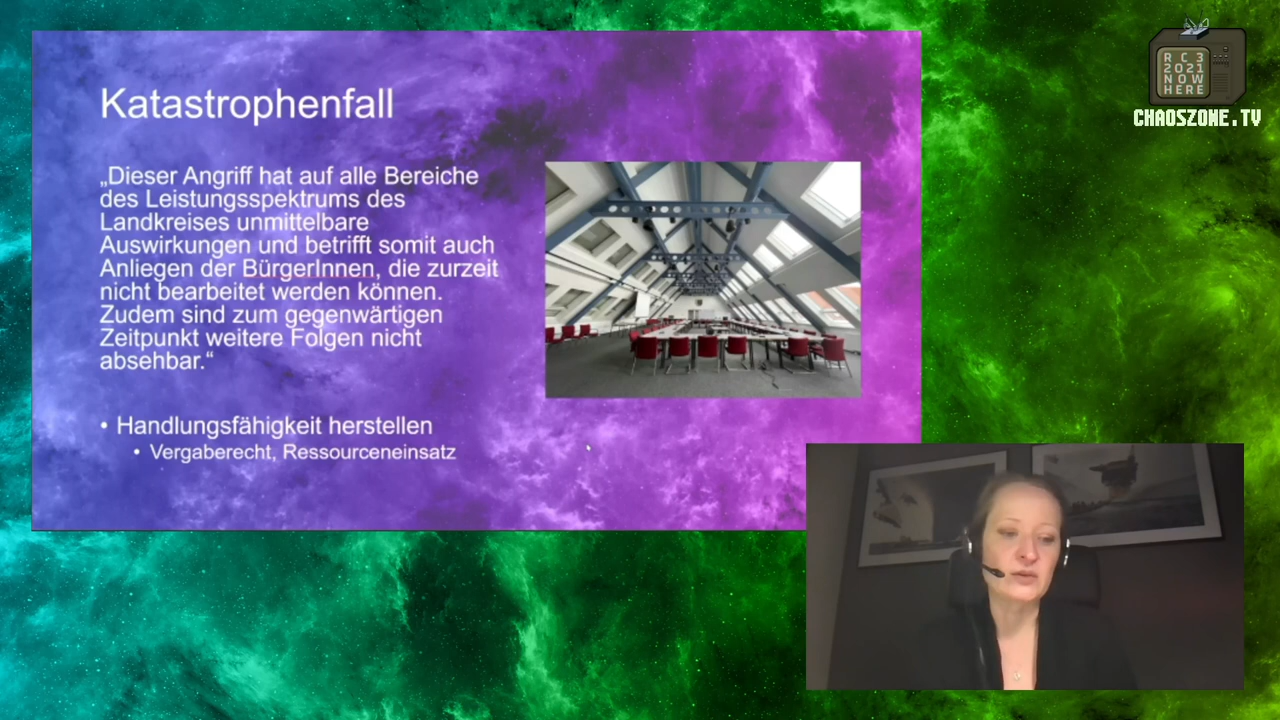 Katastrophenfall
„Dieser Angriff hat auf alle Bereiche
des Leistungsspektrums des
Landkreises unmittelbare
Auswirkungen und betrifft somit auch
Anliegen der BürgerInnen, die zurzeit
nicht bearbeitet werden können.
Zudem sind zum gegenwärtigen
Zeitpunkt weitere Folgen nicht
absehbar.“
• Handlungsfähigkeit herstellen
• Vergaberecht, Ressourceneinsatz
RC3
2021
NOW
HERE
CHAOSZONE.TV